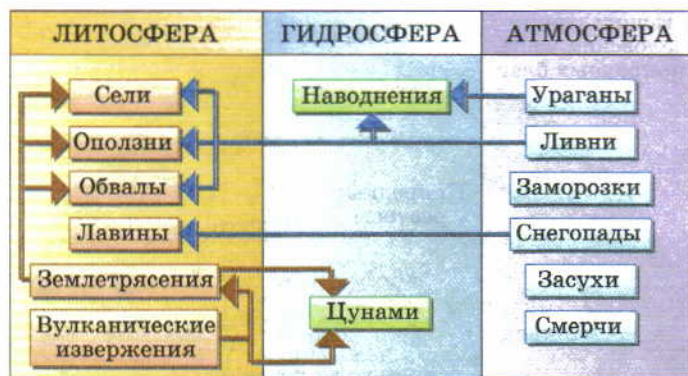 ЛИТОСФЕРА
Сели
Оползни
Обвалы
Лавины
Землетрясения
Вулканические
извержения
ГИДРОСФЕРА
Наводнения
Цунами
АТМОСФЕРА
Ураганы
Ливни
Заморозки
Снегопады
Засухи
Смерчи